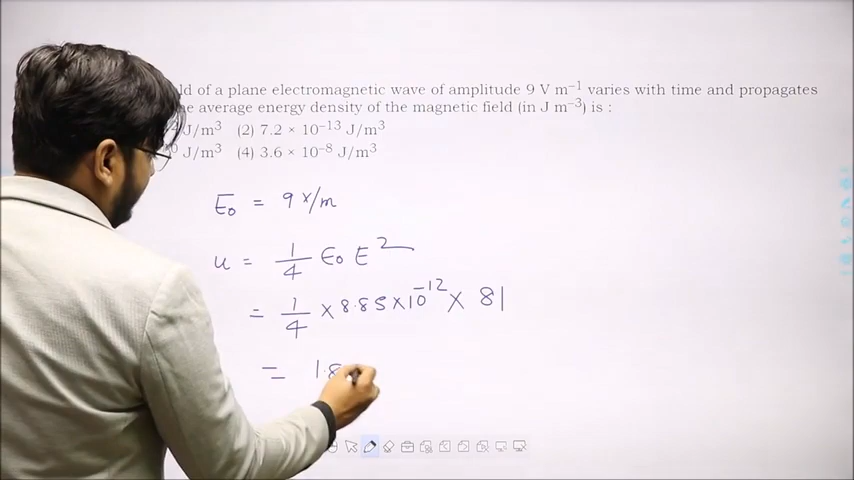 ld of a plane electromagnetic wave of amplitude 9 V m⁻¹ varies with time and propagates
e average energy density of the magnetic field (in J m⁻³) is :
J/m³ (2) 7.2 × 10⁻¹³ J/m³
J/m³ (4) 3.6 × 10⁻⁸ J/m³
E₀ = 9 v/m
u = 1/4 ϵ₀ E²
= 1/4 × 8.85 × 10⁻¹² × 81
= 1.8